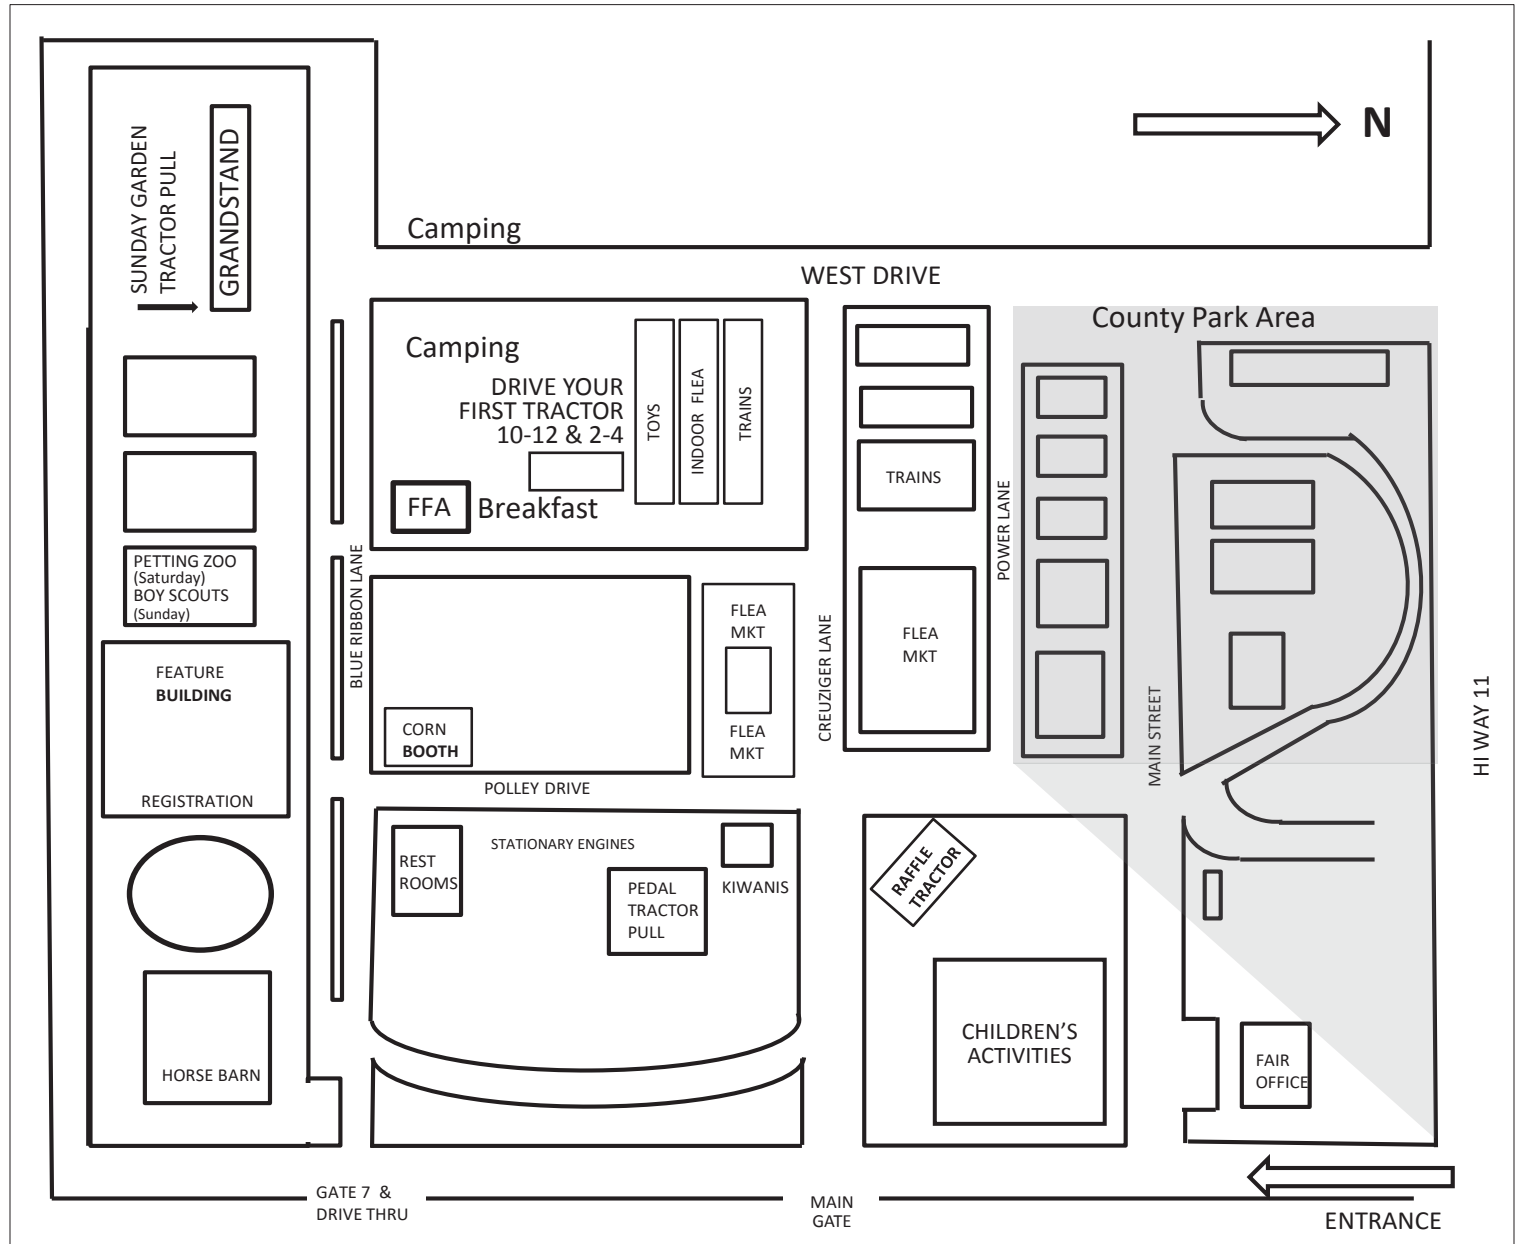 N
SUNDAY GARDEN
TRACTOR PULL
GRANDSTAND
Camping
WEST DRIVE
County Park Area
Camping
DRIVE YOUR
FIRST TRACTOR
10-12 & 2-4
FFA
Breakfast
TOYS
INDOOR FLEA
TRAINS
TRAINS
POWER LANE
PETTING ZOO
(Saturday)
BOY SCOUTS
(Sunday)
BLUE RIBBON LANE
FLEA
MKT
FLEA
MKT
CREUZIGER LANE
FLEA
MKT
MAIN STREET
HI WAY 11
FEATURE
BUILDING
REGISTRATION
CORN
BOOTH
POLLEY DRIVE
REST
ROOMS
STATIONARY ENGINES
PEDAL
TRACTOR
PULL
KIWANIS
RAFFLE
TRACTOR
CHILDREN'S
ACTIVITIES
FAIR
OFFICE
HORSE BARN
GATE 7 &
DRIVE THRU
MAIN
GATE
ENTRANCE